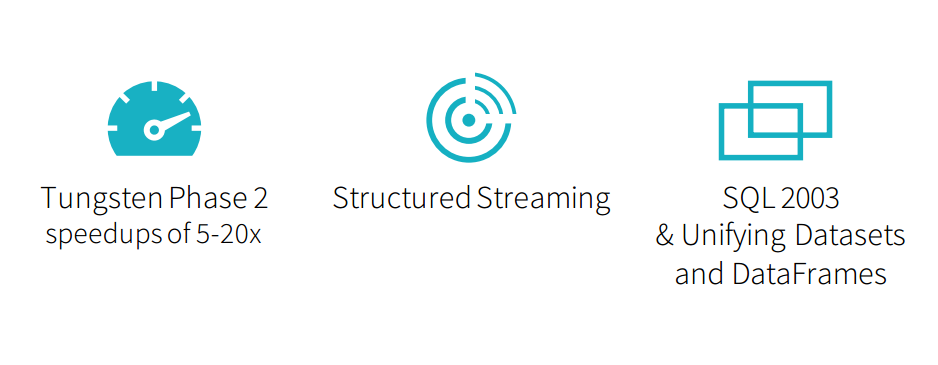 Tungsten Phase 2
speedups of 5-20x
Structured Streaming
SQL 2003
& Unifying Datasets
and DataFrames